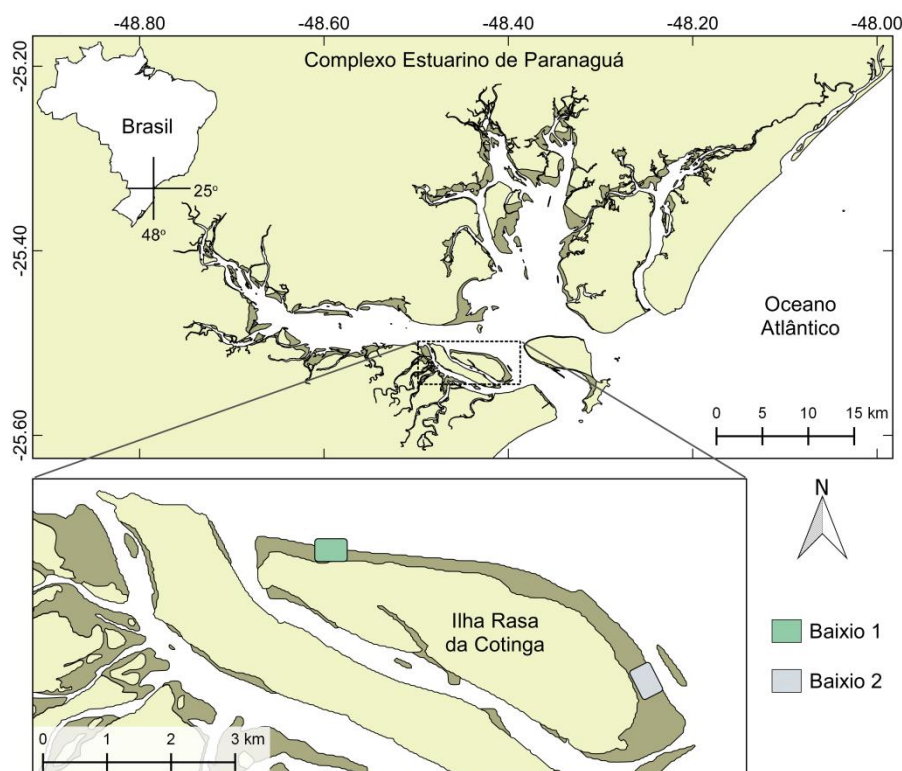 -48.80
-48.60
-48.40
-48.20
-48.00
-25.20
-25.40
-25.60
Complexo Estuarino de Paranaguá
Brasil
25°
48°
Oceano
Atlântico
0 5 10 15 km
N
Ilha Rasa
da Cotinga
Baixio 1
Baixio 2
0 1 2 3 km